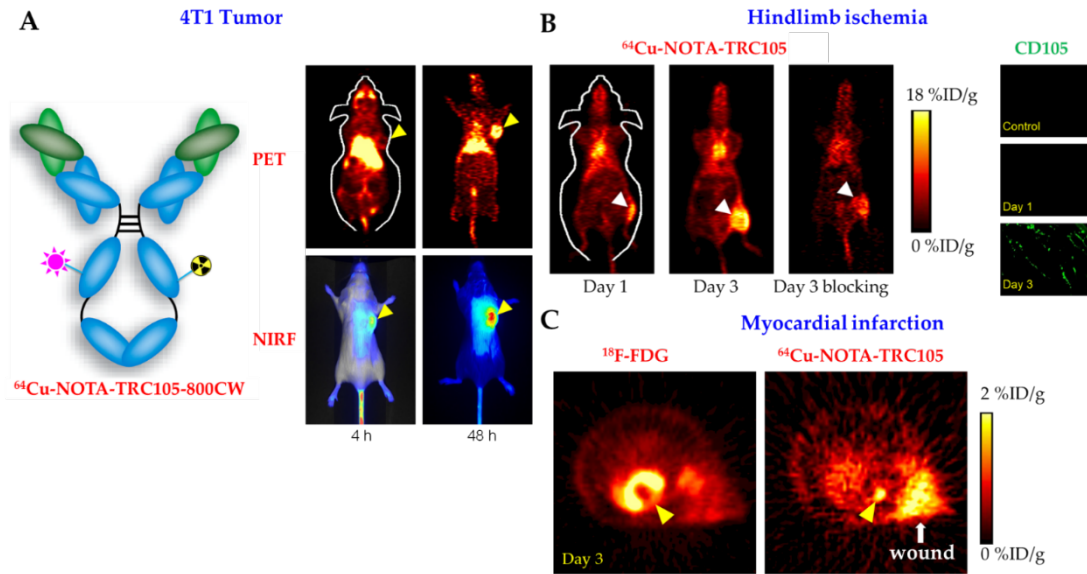 A
4T1 Tumor
PET
NIRF
⁶⁴Cu-NOTA-TRC105-800CW
4 h
48 h
B
Hindlimb ischemia
⁶⁴Cu-NOTA-TRC105
18 %ID/g
0 %ID/g
Day 1
Day 3
Day 3 blocking
CD105
Control
Day 1
Day 3
C
Myocardial infarction
¹⁸F-FDG
⁶⁴Cu-NOTA-TRC105
Day 3
wound
2 %ID/g
0 %ID/g